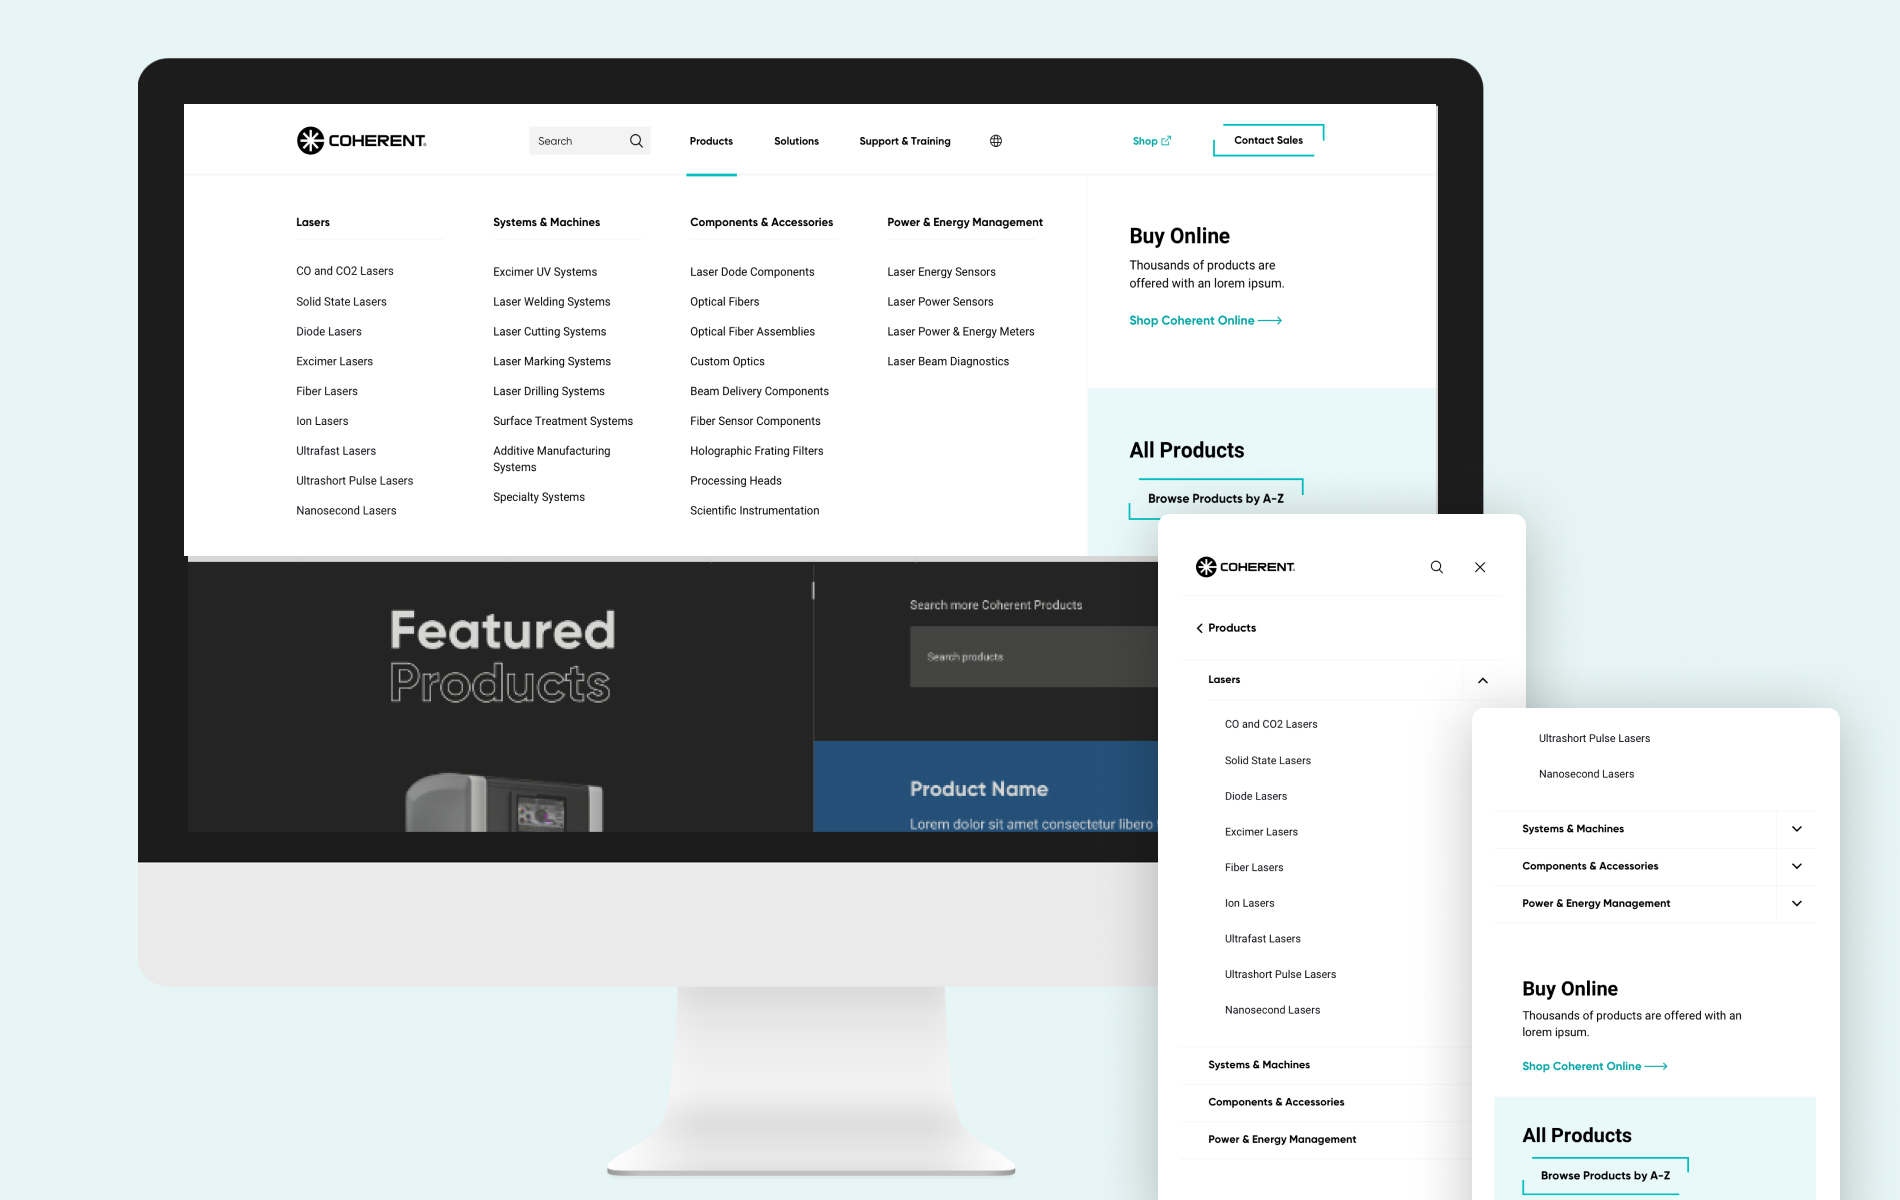 COHERENT
Search
Products
Solutions
Support & Training
Shop
Contact Sales
Lasers
CO and CO2 Lasers
Solid State Lasers
Diode Lasers
Excimer Lasers
Fiber Lasers
Ion Lasers
Ultrafast Lasers
Ultrashort Pulse Lasers
Nanosecond Lasers
Systems & Machines
Excimer UV Systems
Laser Welding Systems
Laser Cutting Systems
Laser Marking Systems
Laser Drilling Systems
Surface Treatment Systems
Additive Manufacturing
Systems
Specialty Systems
Components & Accessories
Laser Dode Components
Optical Fibers
Optical Fiber Assemblies
Custom Optics
Beam Delivery Components
Fiber Sensor Components
Holographic Frating Filters
Processing Heads
Scientific Instrumentation
Power & Energy Management
Laser Energy Sensors
Laser Power Sensors
Laser Power & Energy Meters
Laser Beam Diagnostics
Buy Online
Thousands of products are
offered with an lorem ipsum.
Shop Coherent Online
All Products
Browse Products by A-Z
Featured
Products
Search more Coherent Products
Search products
Product Name
Lorem dolor sit amet consectetur libero
COHERENT
Products
Lasers
CO and CO2 Lasers
Solid State Lasers
Diode Lasers
Excimer Lasers
Fiber Lasers
Ion Lasers
Ultrafast Lasers
Ultrashort Pulse Lasers
Nanosecond Lasers
Systems & Machines
Components & Accessories
Power & Energy Management
Ultrashort Pulse Lasers
Nanosecond Lasers
Systems & Machines
Components & Accessories
Power & Energy Management
Buy Online
Thousands of products are offered with an
lorem ipsum.
Shop Coherent Online
All Products
Browse Products by A-Z